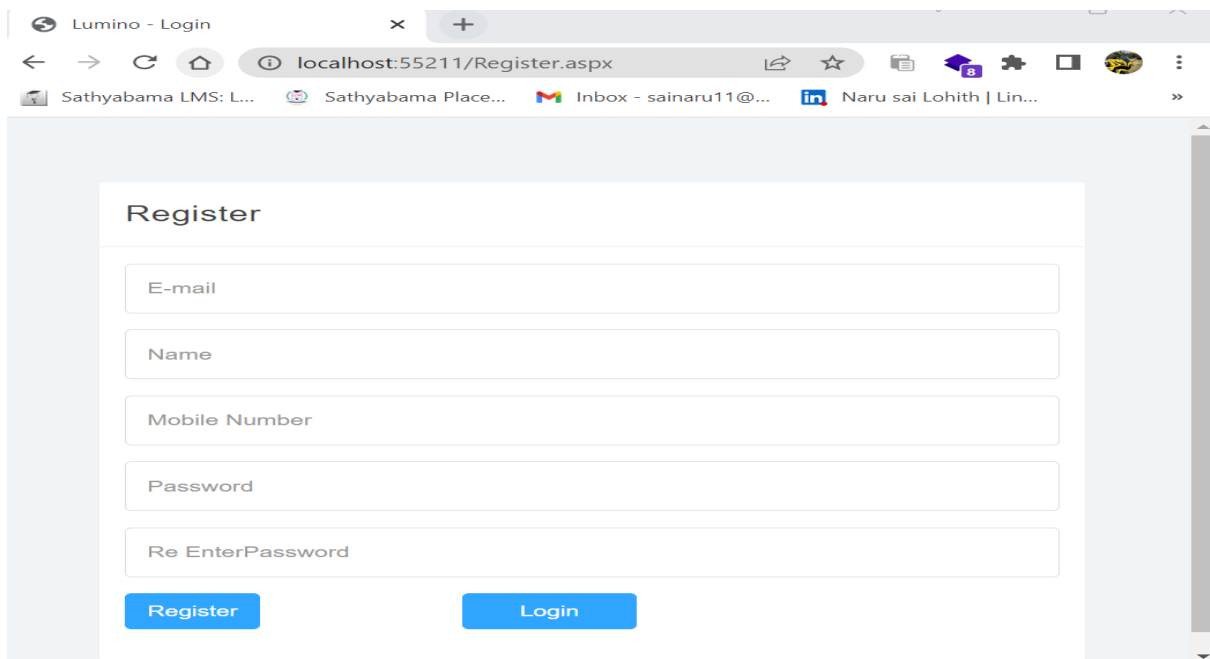 Lumino - Login
localhost:55211/Register.aspx
8
Sathyabama LMS: L... Sathyabama Place... Inbox - sainaru11@... in Naru sai Lohith | Lin... »
Register
E-mail
Name
Mobile Number
Password
Re EnterPassword
Register Login